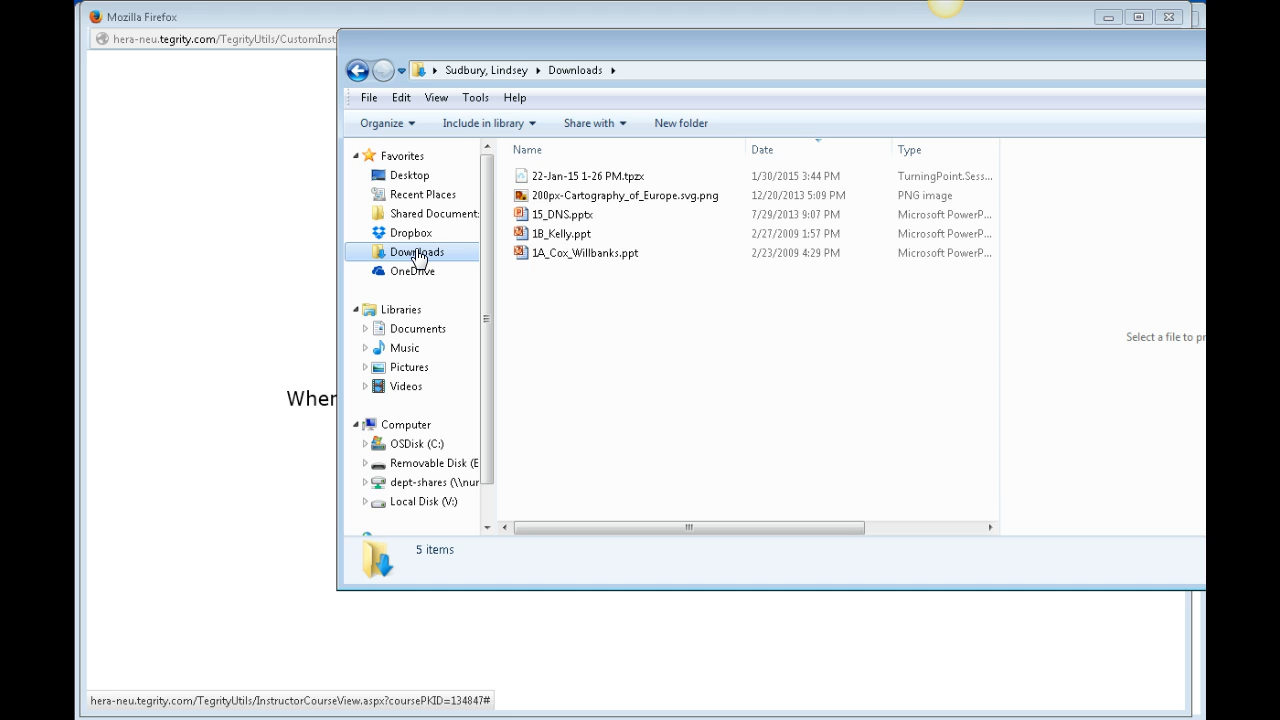 Mozilla Firefox
hera-neu.tegrity.com/TegrityUtils/CustomInst
Sudbury, Lindsey Downloads
File Edit View Tools Help
Organize Include in library Share with New folder
Name Date Type
Favorites
Desktop
Recent Places
Shared Document
Dropbox
Downloads
OneDrive
Libraries
Documents
Music
Pictures
Videos
Computer
OSDisk (C:)
Removable Disk (E
dept-shares (\\nur
Local Disk (V:)
22-Jan-15 1-26 PM.tpzx 1/30/2015 3:44 PM TurningPoint.Sess...
200px-Cartography_of_Europe.svg.png 12/20/2013 5:09 PM PNG image
15_DNS.pptx 7/29/2013 9:07 PM Microsoft PowerP...
1B_Kelly.ppt 2/27/2009 1:57 PM Microsoft PowerP...
1A_Cox_Willbanks.ppt 2/23/2009 4:29 PM Microsoft PowerP...
Select a file to pr
Wher
5 items
hera-neu.tegrity.com/TegrityUtils/InstructorCourseView.aspx?coursePKID=134847#